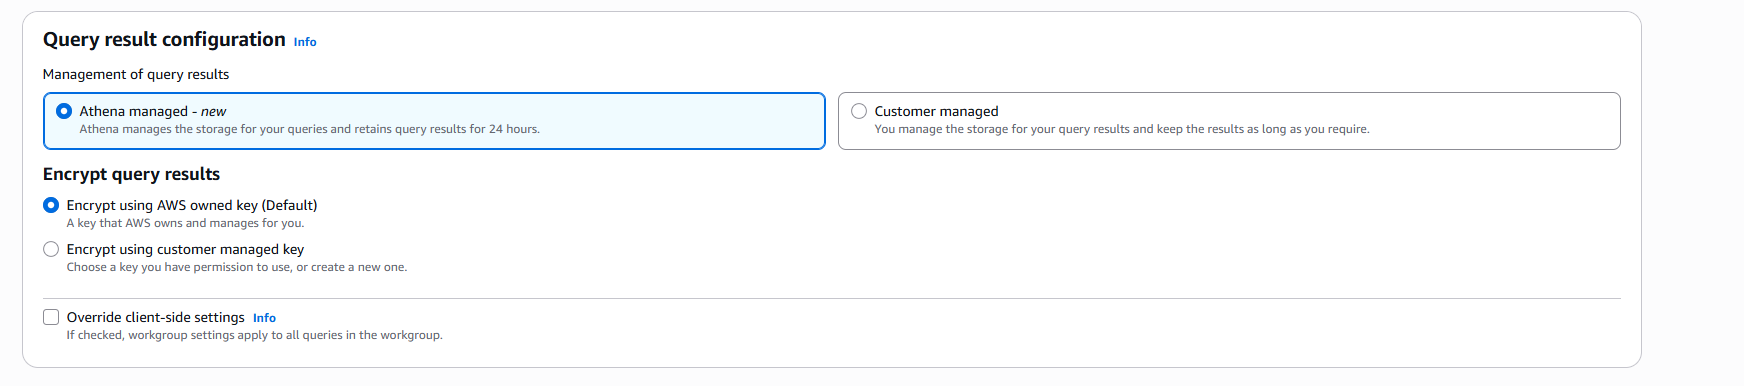 Query result configuration Info
Management of query results
Athena managed - new
Athena manages the storage for your queries and retains query results for 24 hours.
Customer managed
You manage the storage for your query results and keep the results as long as you require.
Encrypt query results
Encrypt using AWS owned key (Default)
A key that AWS owns and manages for you.
Encrypt using customer managed key
Choose a key you have permission to use, or create a new one.
Override client-side settings Info
If checked, workgroup settings apply to all queries in the workgroup.